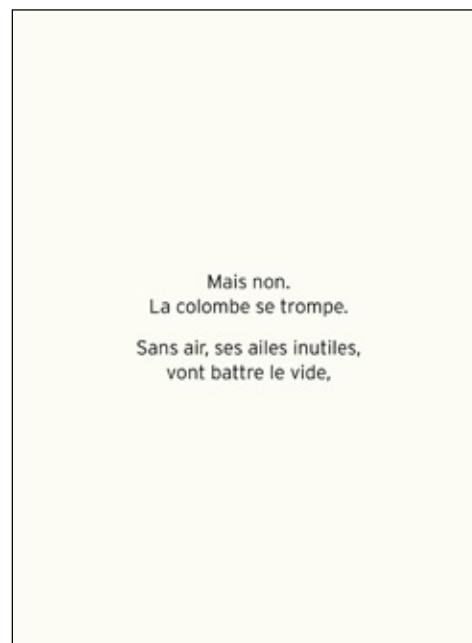 Mais non.
La colombe se trompe.
Sans air, ses ailes inutiles,
vont battre le vide,